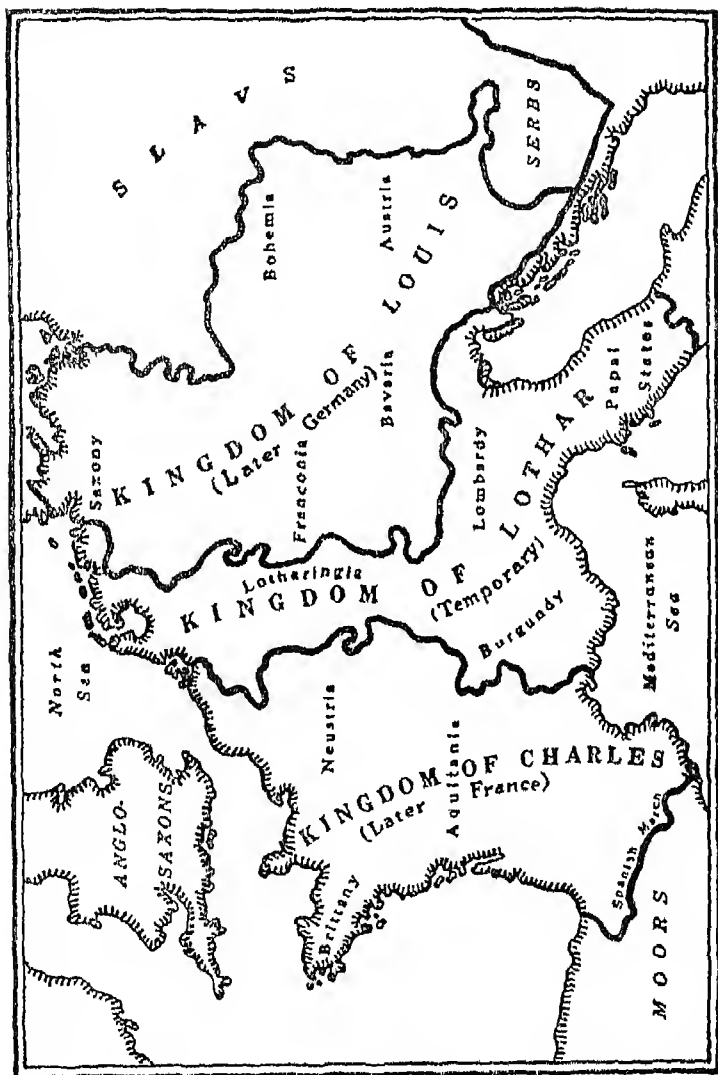 SLAVS
SERBS
Bohemia
Austria
KINGDOM OF LOUIS
(Later Germany)
Saxony
Franconia
Bavaria
Lombardy
Papal
States
Lotharingia
KINGDOM OF LOTHAR
(Temporary)
Burgundy
North
Sea
Mediterranean
Sea
ANGLO-
SAXONS
Neustria
Aquitania
KINGDOM OF CHARLES
(Later France)
Brittany
Spanish March
MOORS